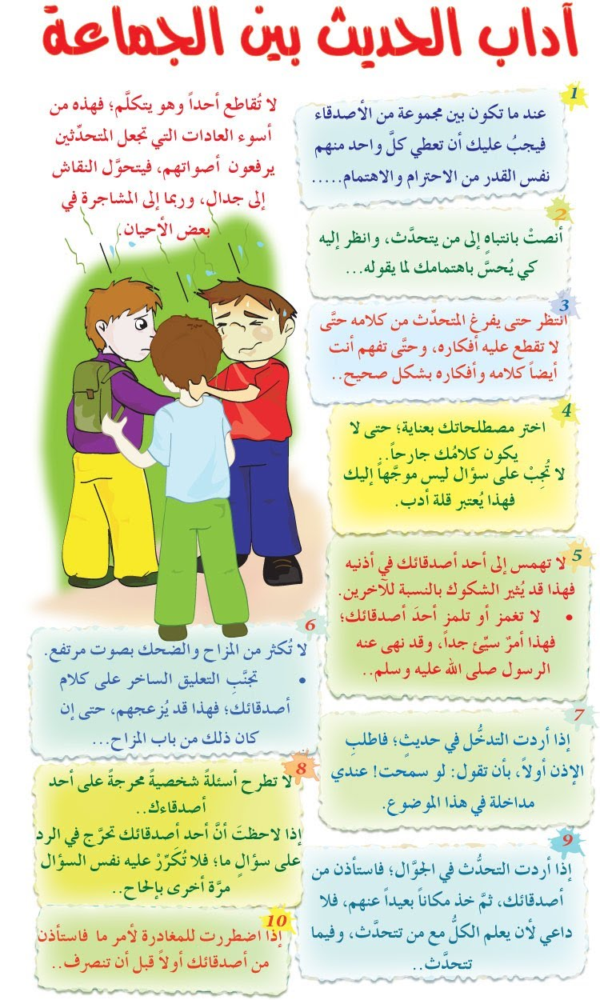 آداب الحديث بين الجماعة
لا تُقاطع أحداً وهو يتكلَّم؛ فهذه من
أسوء العادات التي تجعل المتحدِّثين
يرفعون أصواتهم، فيتحوَّل النقاش
إلى جدال، وربما إلى المشاجرة في
بعض الأحيان.
1
عند ما تكون بين مجموعة من الأصدقاء
فيجبُ عليك أن تعطي كلَّ واحد منهم
نفس القدر من الاحترام والاهتمام.....
2
أنصتْ بانتباهٍ إلى من يتحدَّث، وانظر إليه
كي يُحسَّ باهتمامك لما يقوله...
3
انتظر حتى يفرغ المتحدِّث من كلامه حتَّى
لا تقطع عليه أفكاره، وحتَّى تفهم أنت
أيضاً كلامه وأفكاره بشكل صحيح..
4
اختر مصطلحاتك بعناية؛ حتى لا
يكون كلامُك جارحاً..
لا تُجِبْ على سؤال ليس موجَّهاً إليك
فهذا يُعتبر قلة أدب.
5
لا تهمس إلى أحد أصدقائك في أذنيه
فهذا قد يُثير الشكوك بالنسبة للآخرين.
• لا تغمز أو تلمز أحدَ أصدقائك؛
فهذا أمرٌ سيِّئ جداً، وقد نهى عنه
الرسول صلى الله عليه وسلم..
6
لا تُكثر من المزاح والضحك بصوت مرتفع.
• تجنَّبِ التعليق الساخر على كلام
أصدقائك؛ فهذا قد يُزعجهم، حتى إن
كان ذلك من باب المزاح...
7
إذا أردت التدخُّل في حديثٍ؛ فاطلبِ
الإذن أولاً، بأن تقول: لو سمحت! عندي
مداخلة في هذا الموضوع.
8
لا تطرح أسئلةً شخصيةً محرجةً على أحد
أصدقاءك..
إذا لاحظتَ أنَّ أحد أصدقائك تحرَّج في الرد
على سؤالٍ ما؛ فلا تُكَرِّرْ عليه نفس السؤال
مرَّة أخرى بإلحاح..
9
إذا أردت التحدُّث في الجوَّال؛ فاستأذن من
أصدقائك، ثمَّ خذ مكاناً بعيداً عنهم، فلا
داعي لأن يعلم الكلُّ مع من تتحدَّث، وفيما
تتحدَّث..
10
إذا اضطررت للمغادرة لأمر ما فاستأذن
من أصدقائك أولاً قبل أن تنصرف..